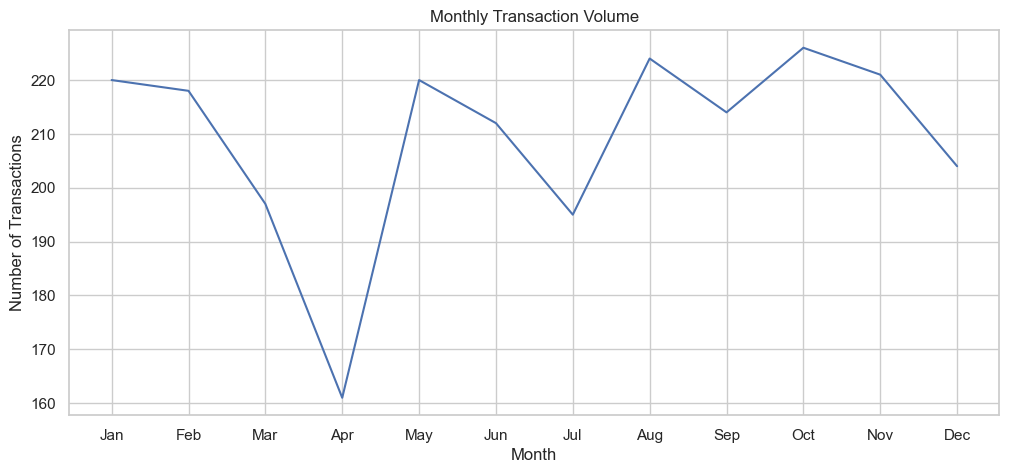 Monthly Transaction Volume
Number of Transactions
220
210
200
190
180
170
160
Jan Feb Mar Apr May Jun Jul Aug Sep Oct Nov Dec
Month